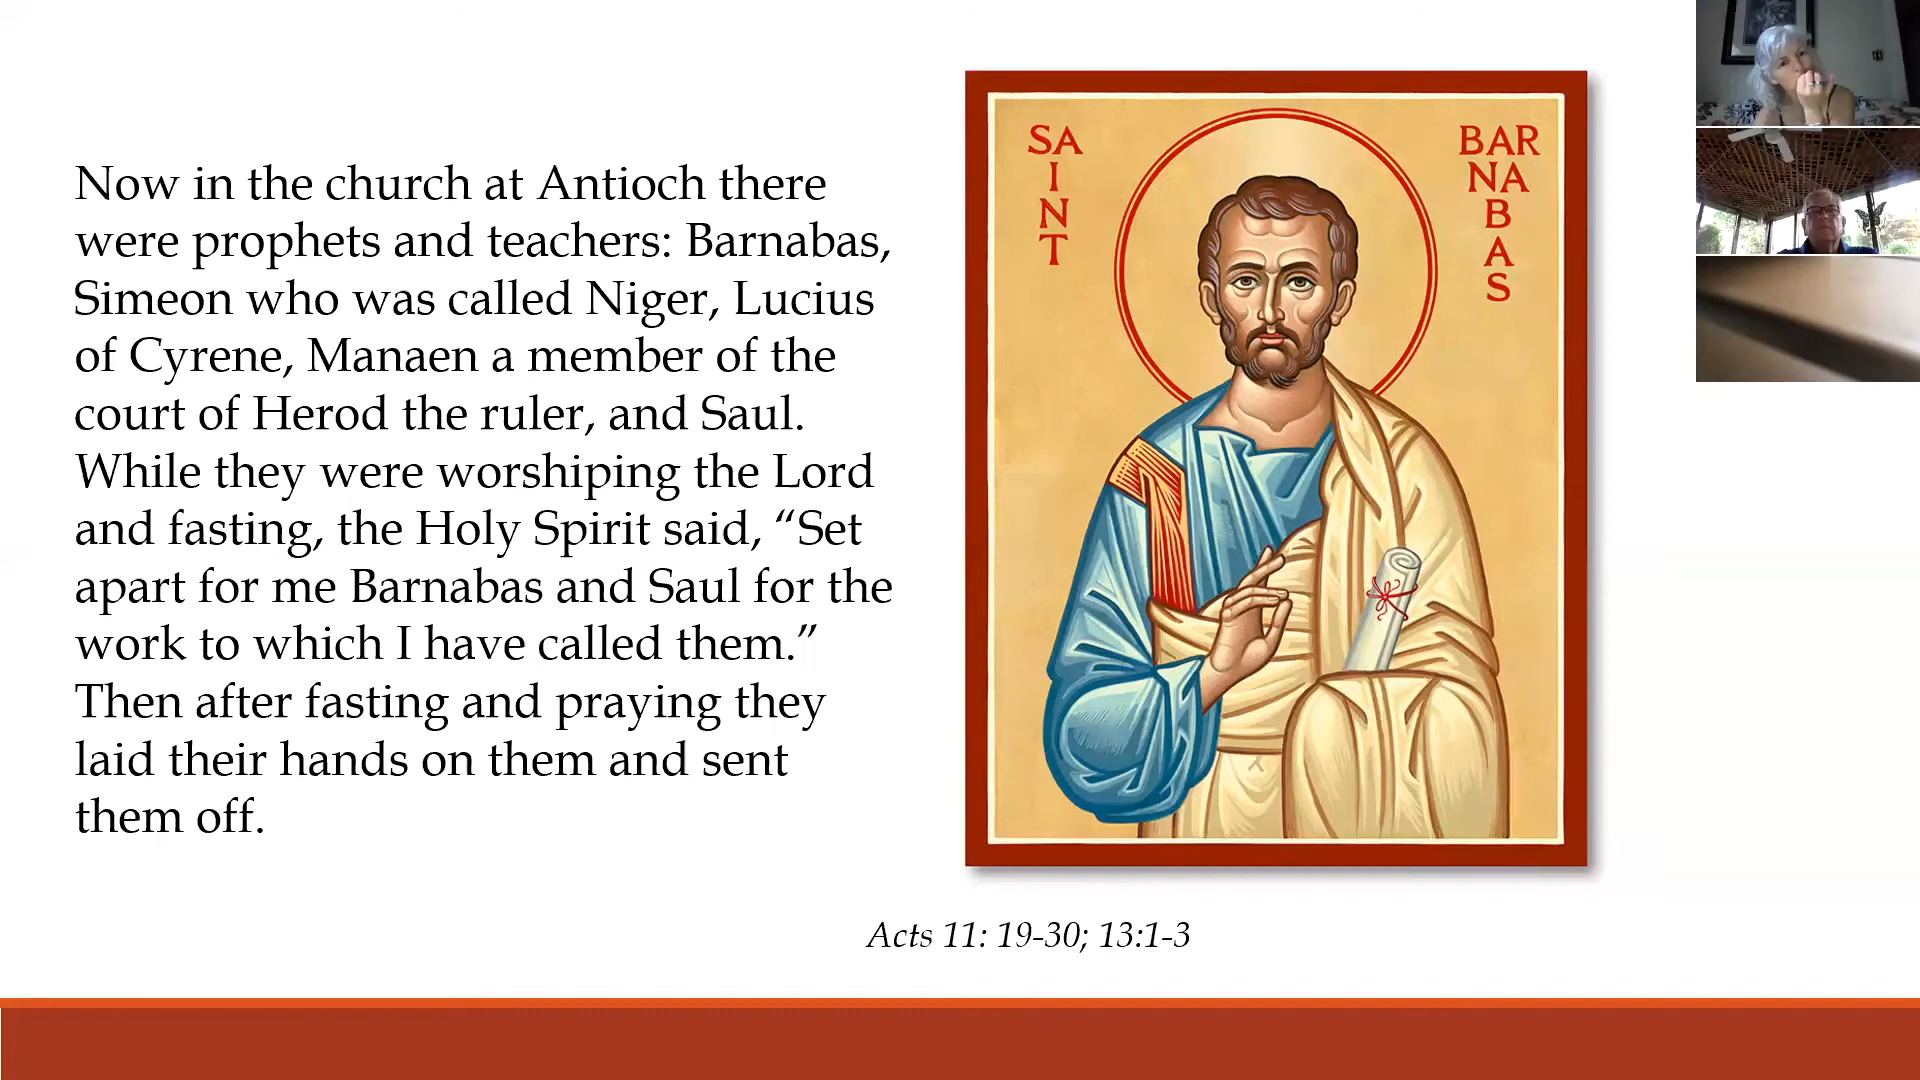 Now in the church at Antioch there
were prophets and teachers: Barnabas,
Simeon who was called Niger, Lucius
of Cyrene, Manaen a member of the
court of Herod the ruler, and Saul.
While they were worshiping the Lord
and fasting, the Holy Spirit said, “Set
apart for me Barnabas and Saul for the
work to which I have called them.”
Then after fasting and praying they
laid their hands on them and sent
them off.
SA
I
N
T
BAR
NA
B
A
S
Acts 11: 19-30; 13:1-3